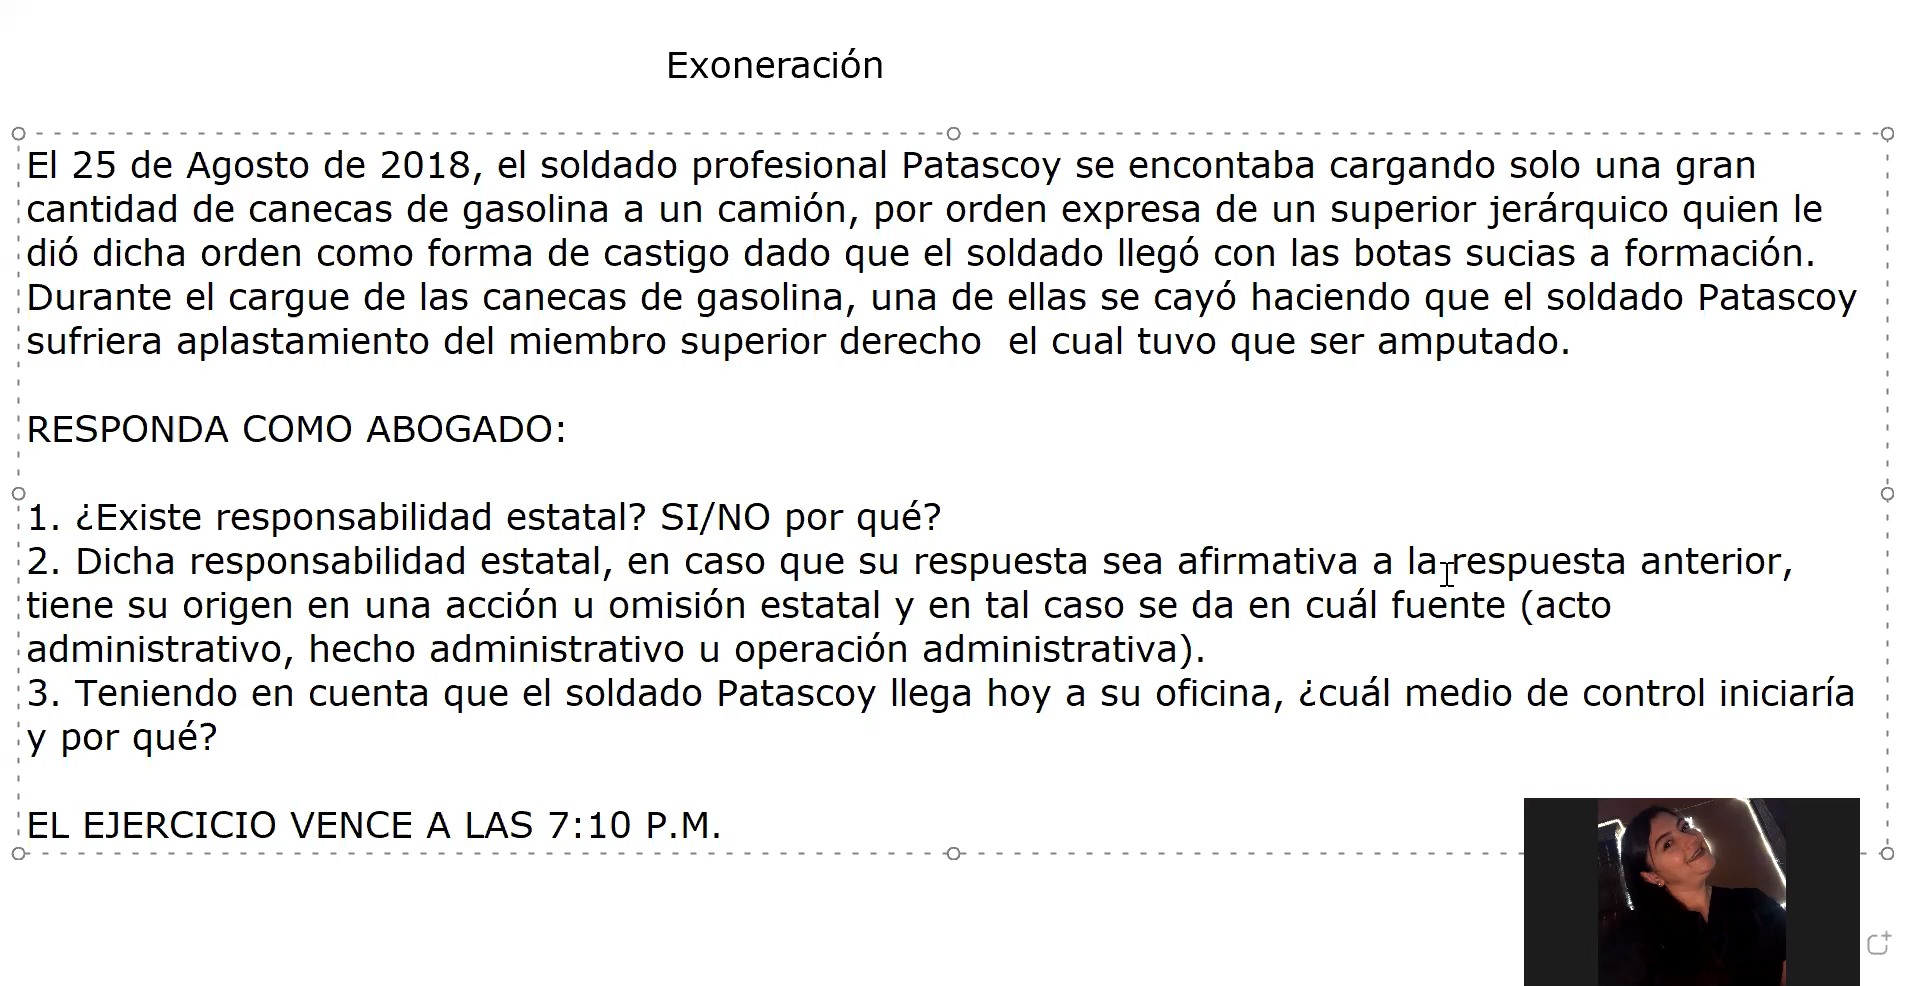 Exoneración
El 25 de Agosto de 2018, el soldado profesional Patascoy se encontaba cargando solo una gran
cantidad de canecas de gasolina a un camión, por orden expresa de un superior jerárquico quien le
dió dicha orden como forma de castigo dado que el soldado llegó con las botas sucias a formación.
Durante el cargue de las canecas de gasolina, una de ellas se cayó haciendo que el soldado Patascoy
sufriera aplastamiento del miembro superior derecho el cual tuvo que ser amputado.
RESPONDA COMO ABOGADO:
1. ¿Existe responsabilidad estatal? SI/NO por qué?
2. Dicha responsabilidad estatal, en caso que su respuesta sea afirmativa a la respuesta anterior,
tiene su origen en una acción u omisión estatal y en tal caso se da en cuál fuente (acto
administrativo, hecho administrativo u operación administrativa).
3. Teniendo en cuenta que el soldado Patascoy llega hoy a su oficina, ¿cuál medio de control iniciaría
y por qué?
EL EJERCICIO VENCE A LAS 7:10 P.M.